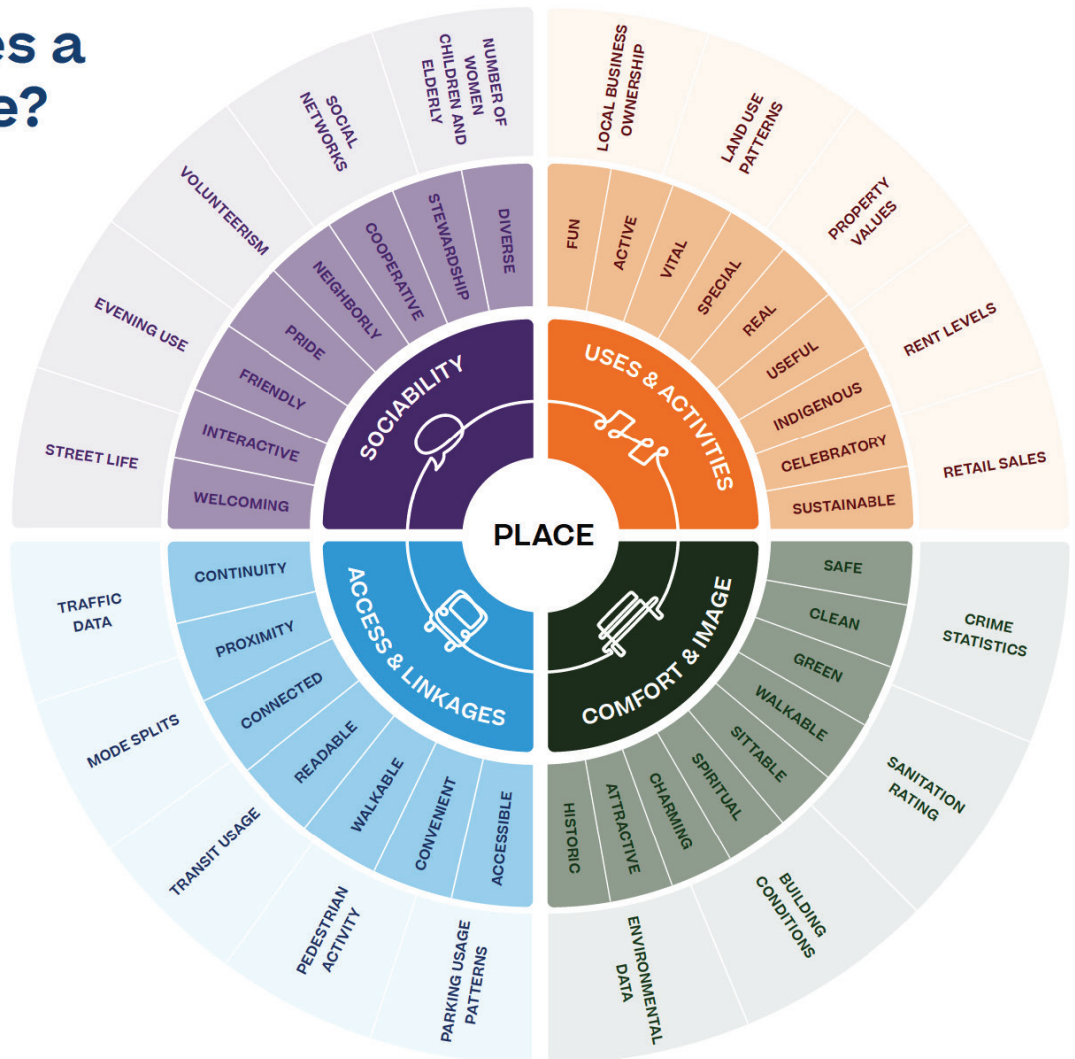 es a
e?
PLACE
SOCIABILITY
USES & ACTIVITIES
COMFORT & IMAGE
ACCESS & LINKAGES
WELCOMING
INTERACTIVE
FRIENDLY
PRIDE
NEIGHBORLY
COOPERATIVE
STEWARDSHIP
DIVERSE
FUN
ACTIVE
VITAL
SPECIAL
REAL
USEFUL
INDIGENOUS
CELEBRATORY
SUSTAINABLE
SAFE
CLEAN
GREEN
WALKABLE
SITTABLE
SPIRITUAL
CHARMING
ATTRACTIVE
HISTORIC
ACCESSIBLE
CONVENIENT
WALKABLE
READABLE
CONNECTED
PROXIMITY
CONTINUITY
STREET LIFE
EVENING USE
VOLUNTEERISM
SOCIAL
NETWORKS
NUMBER OF
WOMEN
CHILDREN AND
ELDERLY
LOCAL BUSINESS
OWNERSHIP
LAND USE
PATTERNS
PROPERTY
VALUES
RENT LEVELS
RETAIL SALES
CRIME
STATISTICS
SANITATION
RATING
BUILDING
CONDITIONS
ENVIRONMENTAL
DATA
PARKING USAGE
PATTERNS
PEDESTRIAN
ACTIVITY
TRANSIT USAGE
MODE SPLITS
TRAFFIC
DATA